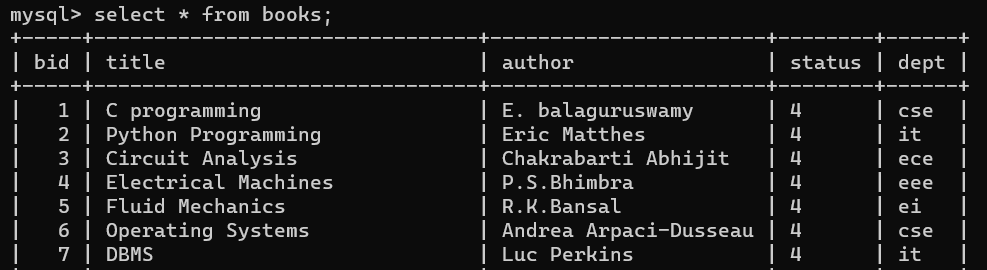 mysql> select * from books;
+-----+--------------------------------+-----------------------+--------+------+
| bid | title                          | author                | status | dept |
+-----+--------------------------------+-----------------------+--------+------+
|   1 | C programming                  | E. balaguruswamy      | 4      | cse  |
|   2 | Python Programming             | Eric Matthes          | 4      | it   |
|   3 | Circuit Analysis               | Chakrabarti Abhijit   | 4      | ece  |
|   4 | Electrical Machines            | P.S.Bhimbra           | 4      | eee  |
|   5 | Fluid Mechanics                | R.K.Bansal            | 4      | ei   |
|   6 | Operating Systems              | Andrea Arpaci-Dusseau | 4      | cse  |
|   7 | DBMS                           | Luc Perkins           | 4      | it   |